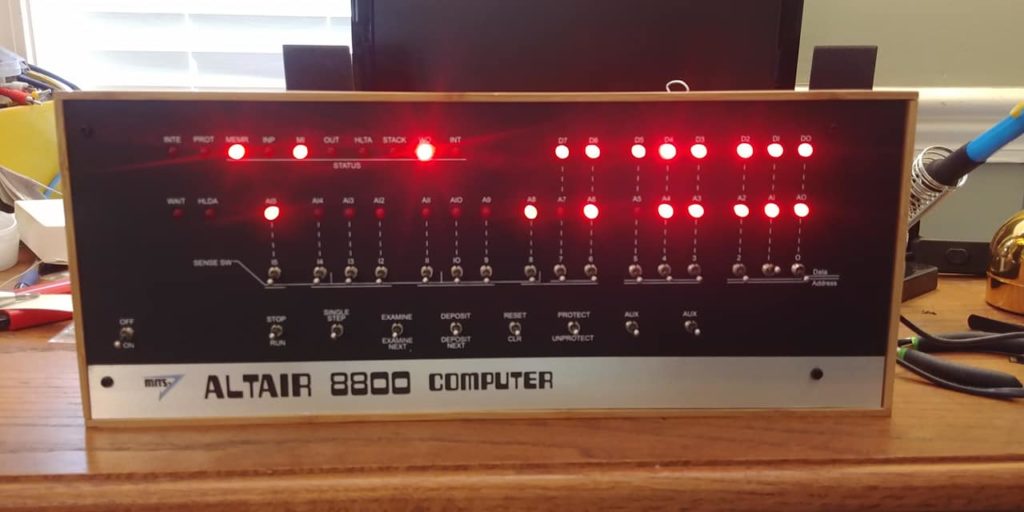 INTE PROT MEMR INP MI OUT HLTA STACK WO INT D7 D6 D5 D4 D3 D2 D1 D0
STATUS
WAIT HLDA A15 A14 A13 A12 A11 A10 A9 A8 A7 A6 A5 A4 A3 A2 A1 A0
SENSE SW 15 14 13 12 11 10 9 8 7 6 5 4 3 2 1 0
Data
Address
OFF STOP SINGLE STEP EXAMINE DEPOSIT RESET PROTECT AUX AUX
ON RUN EXAMINE NEXT DEPOSIT NEXT CLR UNPROTECT
mits ALTAIR 8800 COMPUTER